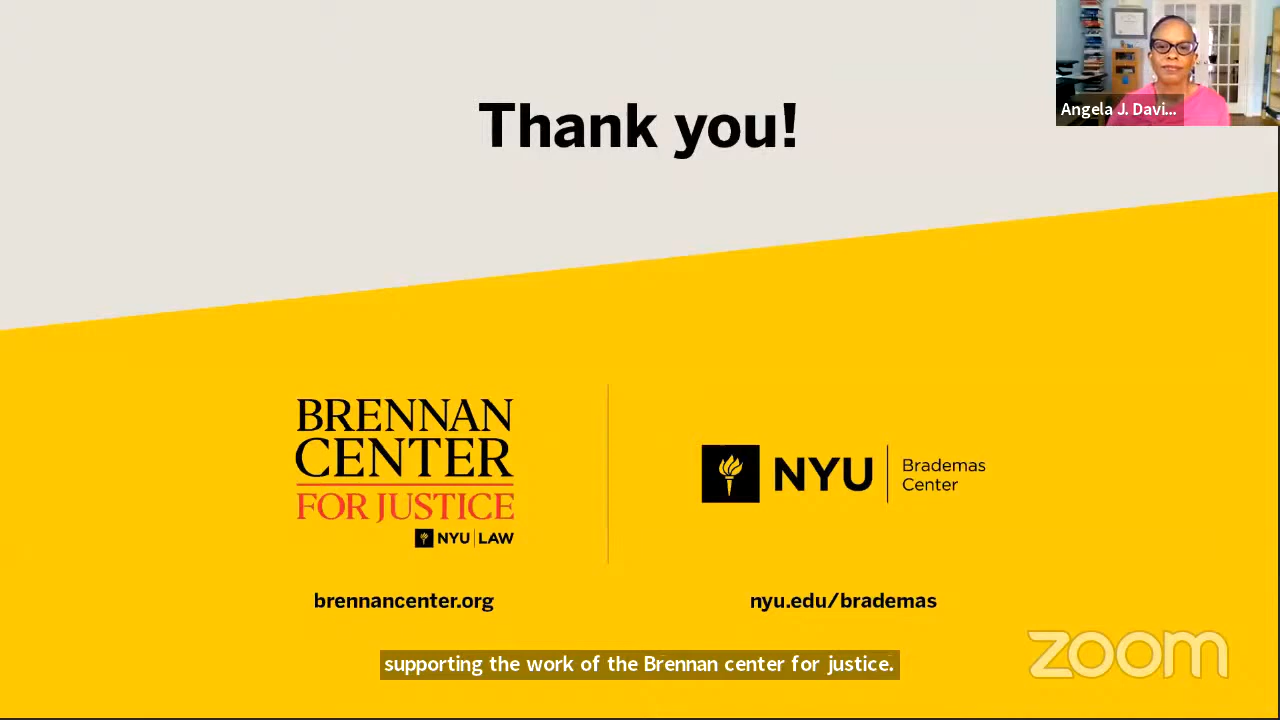 Thank you!
Angela J. Davi...
BRENNAN
CENTER
FOR JUSTICE
NYU LAW
NYU
Brademas
Center
brennancenter.org
nyu.edu/brademas
supporting the work of the Brennan center for justice.
zoom